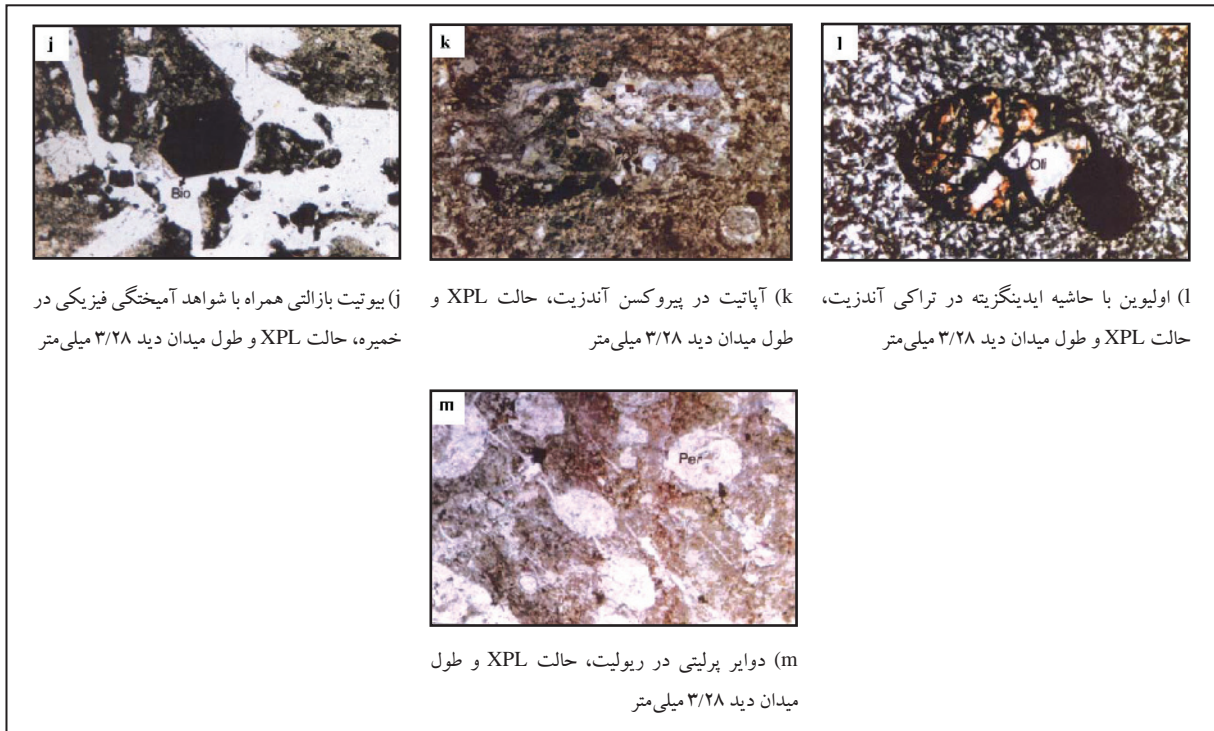 j
Bio
k
l
Oli
j) بیوتیت بازالتی همراه با شواهد آمیختگی فیزیکی در
خمیره، حالت XPL و طول میدان دید ۳/۲۸ میلی‌متر
k) آپاتیت در پیروکسن آندزیت، حالت XPL و
طول میدان دید ۳/۲۸ میلی‌متر
l) اولیوین با حاشیه ایدینگزیته در تراکی آندزیت،
حالت XPL و طول میدان دید ۳/۲۸ میلی‌متر
m
Per
m) دوایر پرلیتی در ریولیت، حالت XPL و طول
میدان دید ۳/۲۸ میلی‌متر